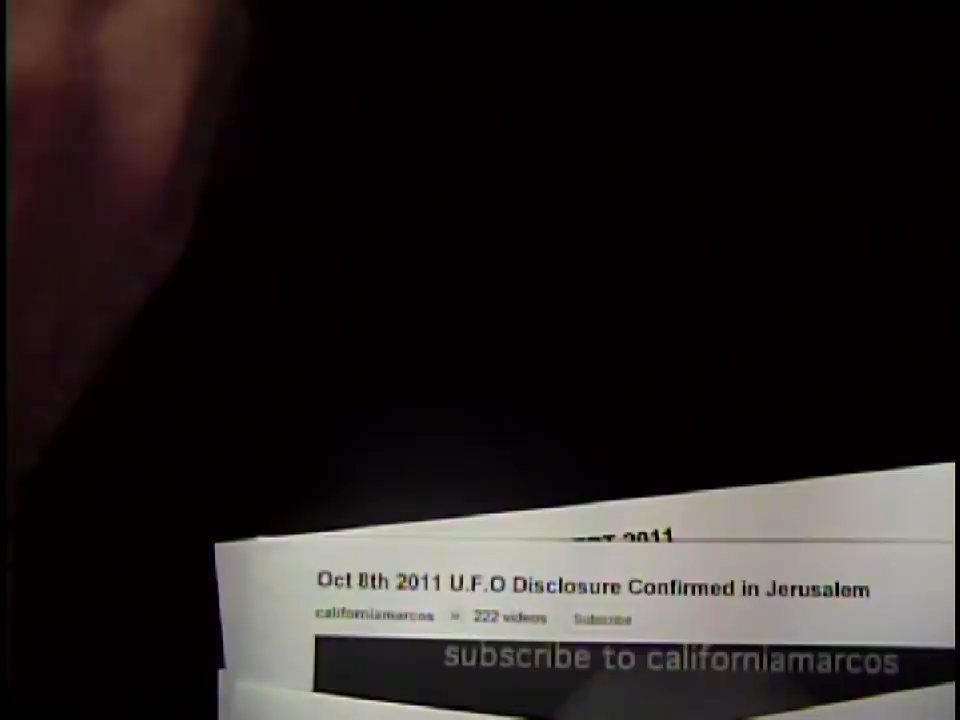 2011
Oct 8th 2011 U.F.O Disclosure Confirmed in Jerusalem
californiamarcos 222 videos Subscribe
subscribe to californiamarcos